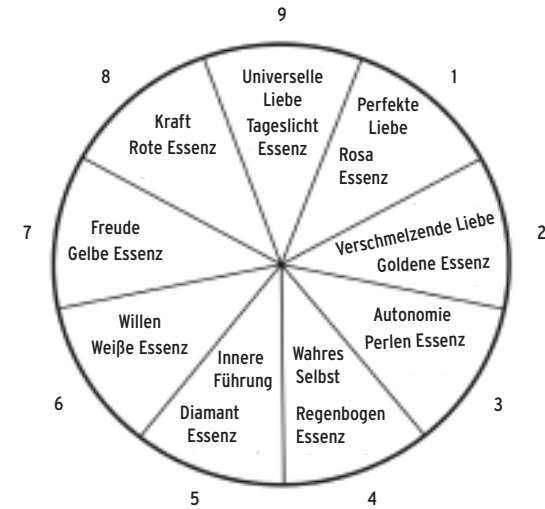 9
Universelle
Liebe
Tageslicht
Essenz
1
Perfekte
Liebe
Rosa
Essenz
2
Verschmelzende Liebe
Goldene Essenz
3
Autonomie
Perlen Essenz
4
Wahres
Selbst
Regenbogen
Essenz
5
Innere
Führung
Diamant
Essenz
6
Willen
Weiße Essenz
7
Freude
Gelbe Essenz
8
Kraft
Rote Essenz